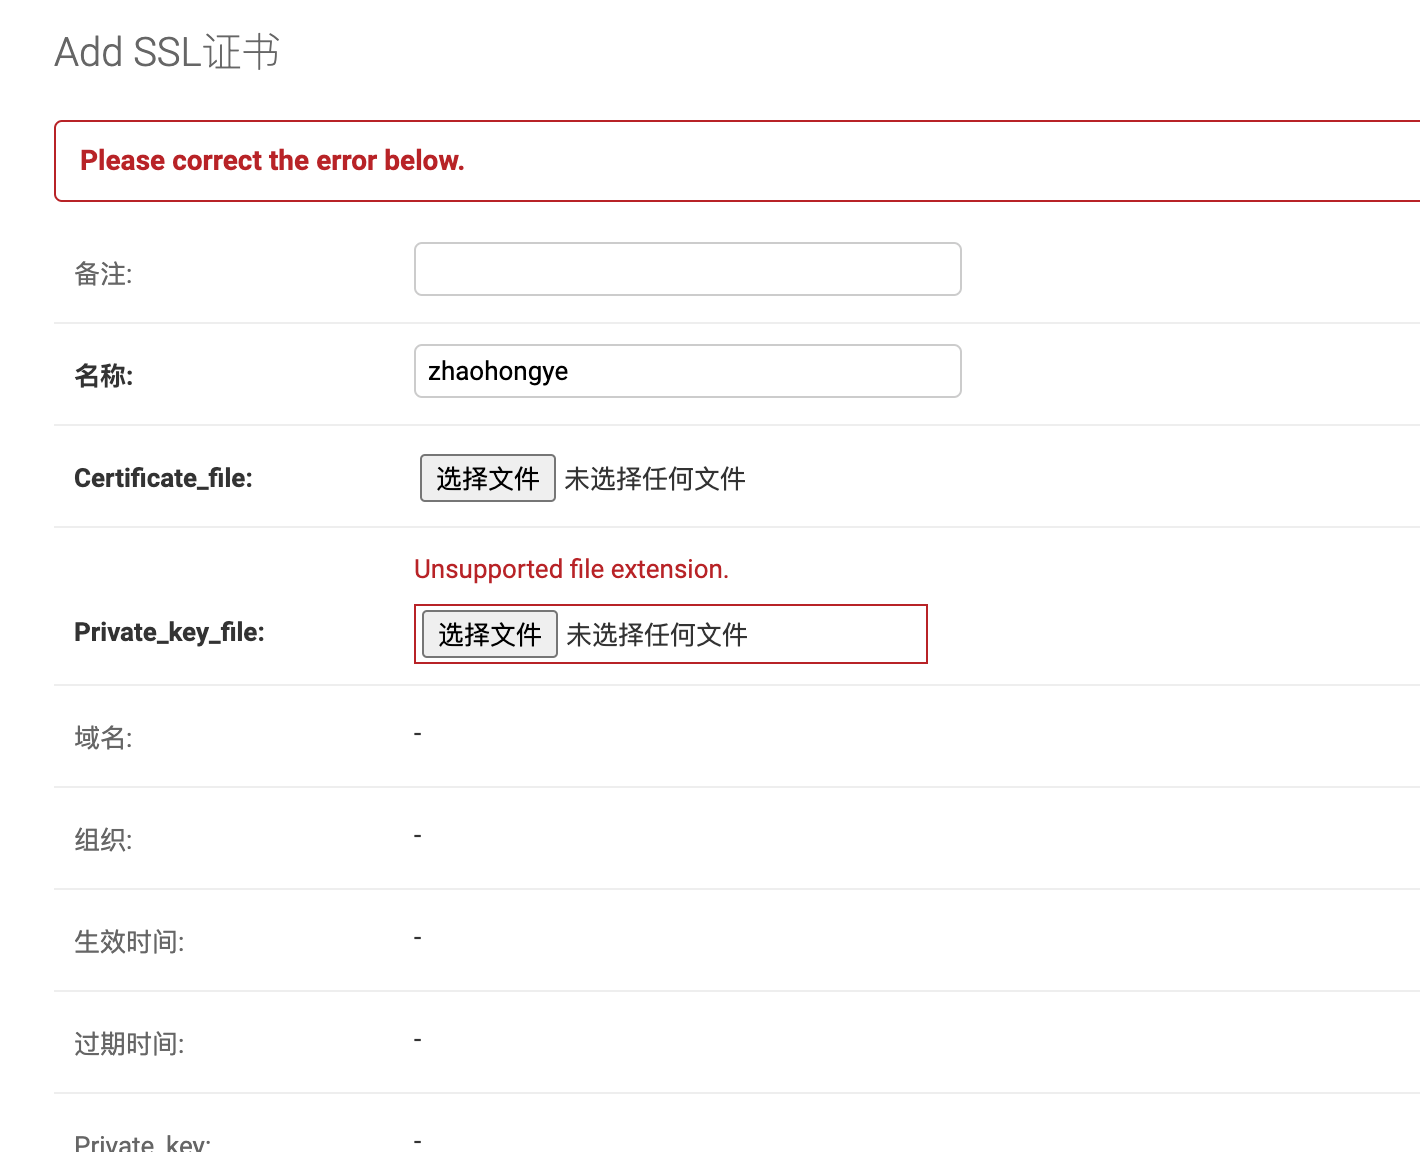 Add SSL证书
Please correct the error below.
备注:
名称: zhaohongye
Certificate_file: 选择文件 未选择任何文件
Unsupported file extension.
Private_key_file: 选择文件 未选择任何文件
域名: -
组织: -
生效时间: -
过期时间: -
Private_key: -